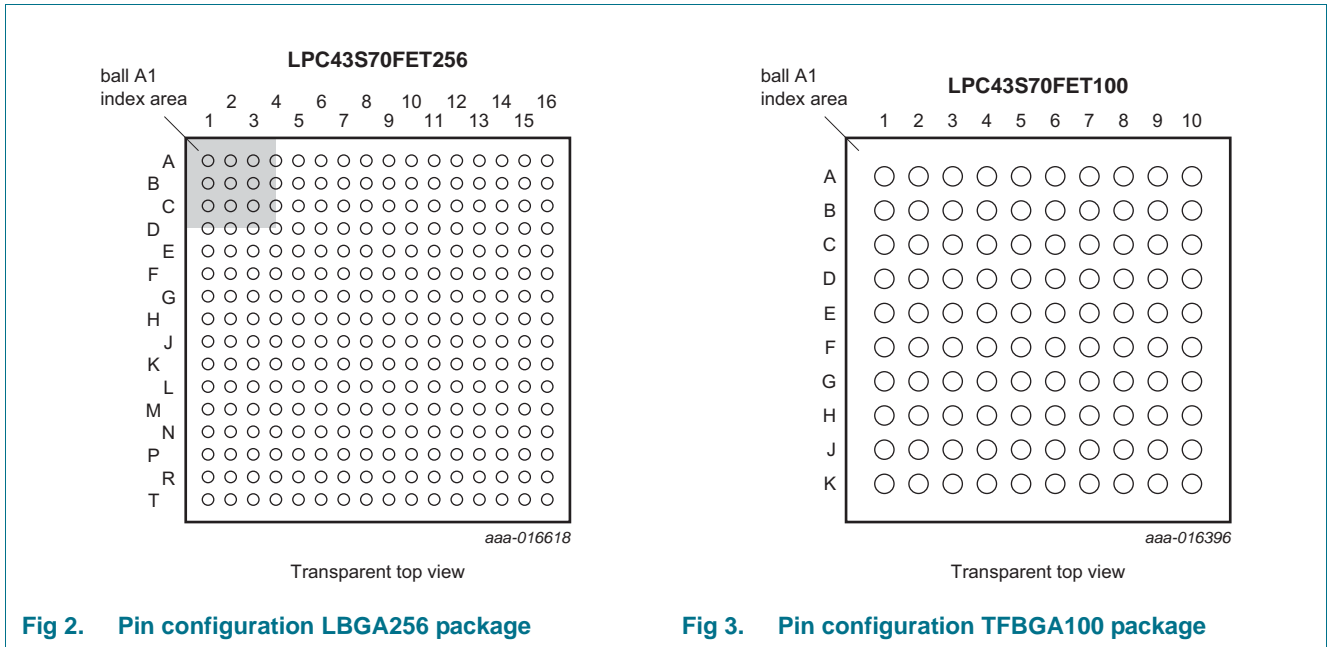 LPC43S70FET256
ball A1
index area
2 4 6 8 10 12 14 16
1 3 5 7 9 11 13 15
A
B
C
D
E
F
G
H
J
K
L
M
N
P
R
T
aaa-016618
Transparent top view
Fig 2. Pin configuration LBGA256 package
LPC43S70FET100
ball A1
index area
1 2 3 4 5 6 7 8 9 10
A
B
C
D
E
F
G
H
J
K
aaa-016396
Transparent top view
Fig 3. Pin configuration TFBGA100 package